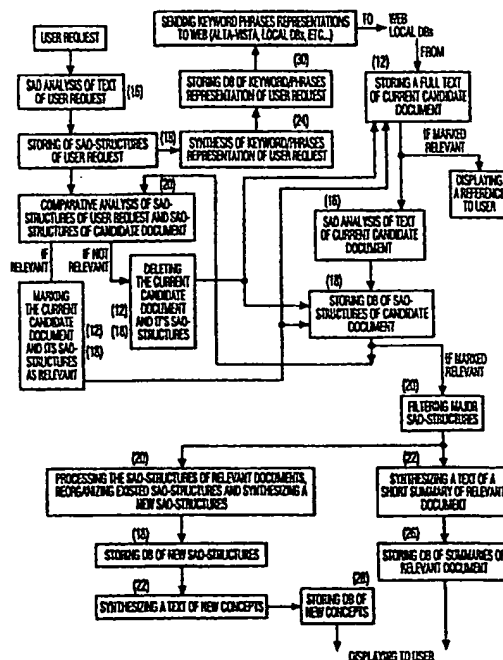 USER REQUEST
SAO ANALYSIS OF TEXT
OF USER REQUEST
(16)
STORING OF SAO-STRUCTURES
OF USER REQUEST
(18)
SENDING KEYWORD PHRASES REPRESENTATIONS
TO WEB (ALTA-VISTA, LOCAL DBs, ETC...)
TO
WEB
LOCAL DBs
FROM
(30)
STORING DB OF KEYWORD/PHRASES
REPRESENTATION OF USER REQUEST
(24)
SYNTHESIS OF KEYWORD/PHRASES
REPRESENTATION OF USER REQUEST
(12)
STORING A FULL TEXT
OF CURRENT CANDIDATE
DOCUMENT
IF MARKED
RELEVANT
DISPLAYING
A REFERENCE
TO USER
(20)
COMPARATIVE ANALYSIS OF SAO-
STRUCTURES OF USER REQUEST AND SAO-
STRUCTURES OF CANDIDATE DOCUMENT
IF
RELEVANT
IF NOT
RELEVANT
MARKING
THE CURRENT
CANDIDATE
DOCUMENT
AND ITS SAO-
STRUCTURES
AS RELEVANT
(12)
(18)
DELETING
THE CURRENT
CANDIDATE
DOCUMENT
AND IT'S SAO-
STRUCTURES
(12)
(18)
(16)
SAO ANALYSIS OF TEXT
OF CURRENT CANDIDATE
DOCUMENT
(18)
STORING DB OF SAO-
STRUCTURES OF CANDIDATE
DOCUMENT
IF MARKED
RELEVANT
(20)
FILTERING MAJOR
SAO-STRUCTURES
(20)
PROCESSING THE SAO-STRUCTURES OF RELEVANT DOCUMENTS,
REORGANIZING EXISTED SAO-STRUCTURES AND SYNTHESIZING A
NEW SAO-STRUCTURES
(18)
STORING DB OF NEW SAO-STRUCTURES
(22)
SYNTHESIZING A TEXT OF NEW CONCEPTS
(28)
STORING DB OF
NEW CONCEPTS
(22)
SYNTHESIZING A TEXT OF A
SHORT SUMMARY OF RELEVANT
DOCUMENT
(26)
STORING DB OF SUMMARIES OF
RELEVANT DOCUMENT
DISPLAYING TO USER